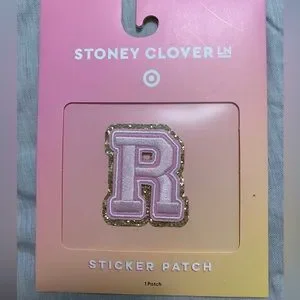 STONEY CLOVER LN
R
STICKER PATCH
1 Patch